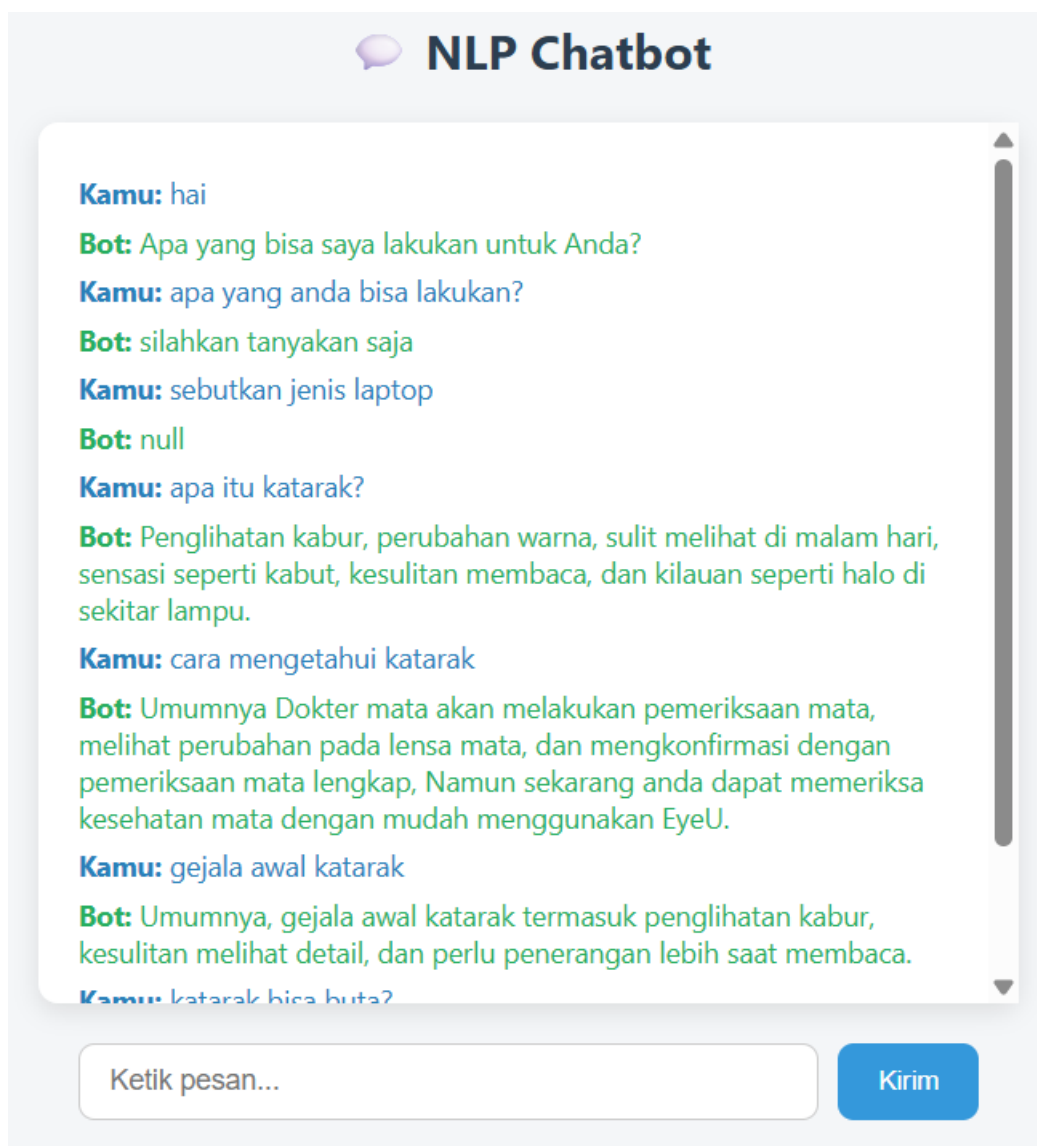 NLP Chatbot
Kamu: hai
Bot: Apa yang bisa saya lakukan untuk Anda?
Kamu: apa yang anda bisa lakukan?
Bot: silahkan tanyakan saja
Kamu: sebutkan jenis laptop
Bot: null
Kamu: apa itu katarak?
Bot: Penglihatan kabur, perubahan warna, sulit melihat di malam hari,
sensasi seperti kabut, kesulitan membaca, dan kilauan seperti halo di
sekitar lampu.
Kamu: cara mengetahui katarak
Bot: Umumnya Dokter mata akan melakukan pemeriksaan mata,
melihat perubahan pada lensa mata, dan mengkonfirmasi dengan
pemeriksaan mata lengkap, Namun sekarang anda dapat memeriksa
kesehatan mata dengan mudah menggunakan EyeU.
Kamu: gejala awal katarak
Bot: Umumnya, gejala awal katarak termasuk penglihatan kabur,
kesulitan melihat detail, dan perlu penerangan lebih saat membaca.
Kamu: katarak bisa buta?
Ketik pesan...
Kirim